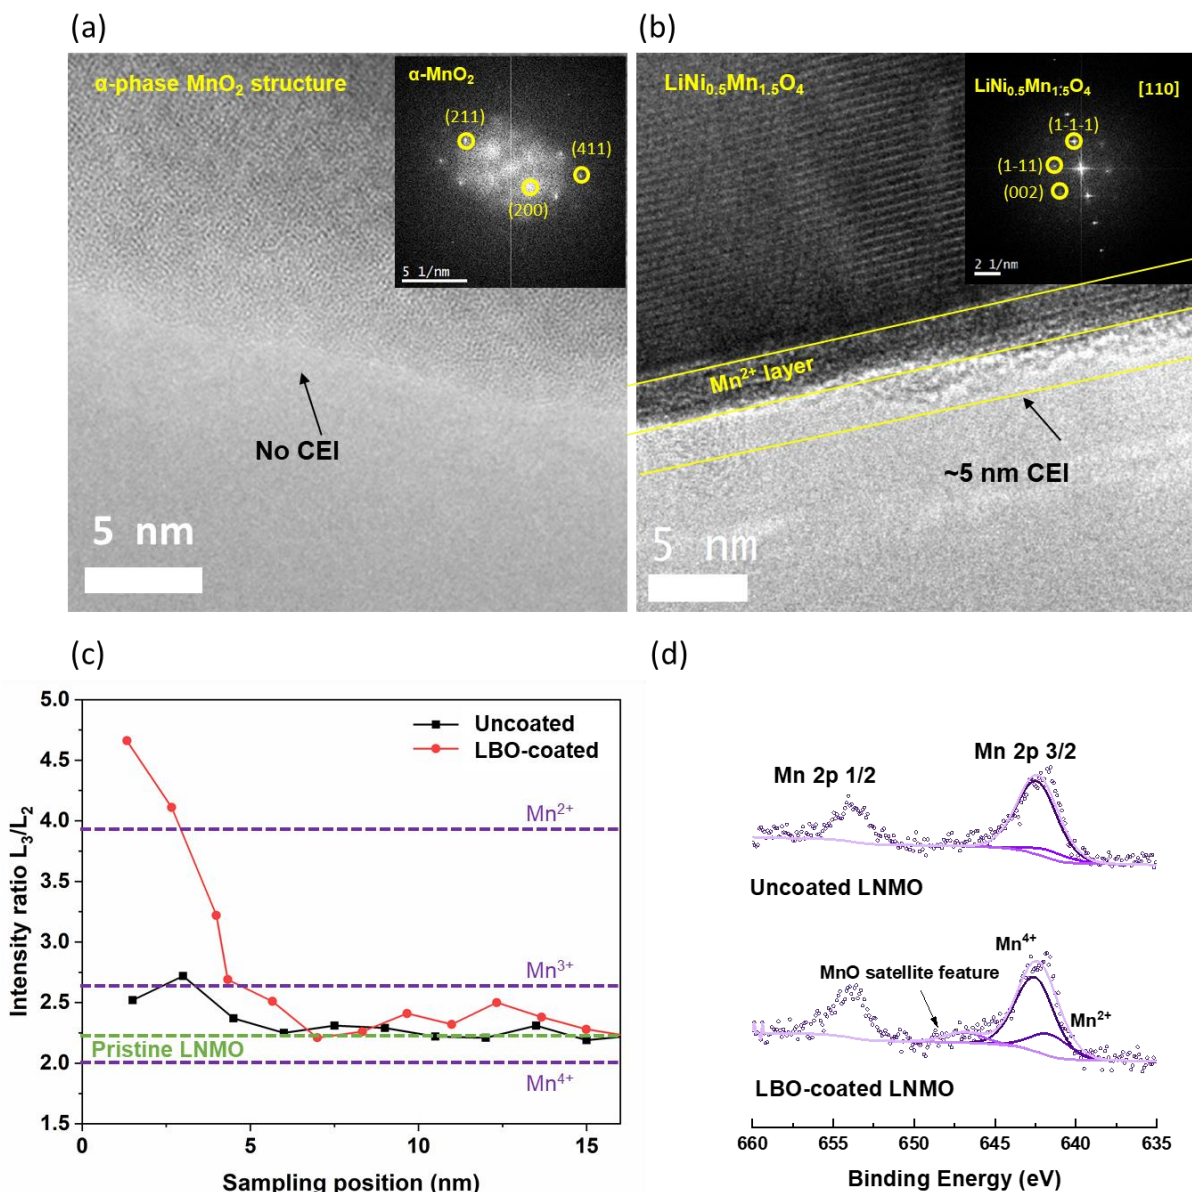 (a)
α-phase MnO₂ structure
α-MnO₂
(211)
(411)
(200)
5 1/nm
No CEI
5 nm
(b)
LiNi₀.₅Mn₁.₅O₄
LiNi₀.₅Mn₁.₅O₄ [110]
(1-1-1)
(1-11)
(002)
2 1/nm
Mn²⁺ layer
~5 nm CEI
5 nm
(c)
Intensity ratio L₃/L₂
5.0
4.5
4.0
3.5
3.0
2.5
2.0
1.5
Uncoated
LBO-coated
Mn²⁺
Mn³⁺
Pristine LNMO
Mn⁴⁺
0 5 10 15
Sampling position (nm)
(d)
Mn 2p 1/2
Mn 2p 3/2
Uncoated LNMO
Mn⁴⁺
MnO satellite feature
Mn²⁺
LBO-coated LNMO
660 655 650 645 640 635
Binding Energy (eV)